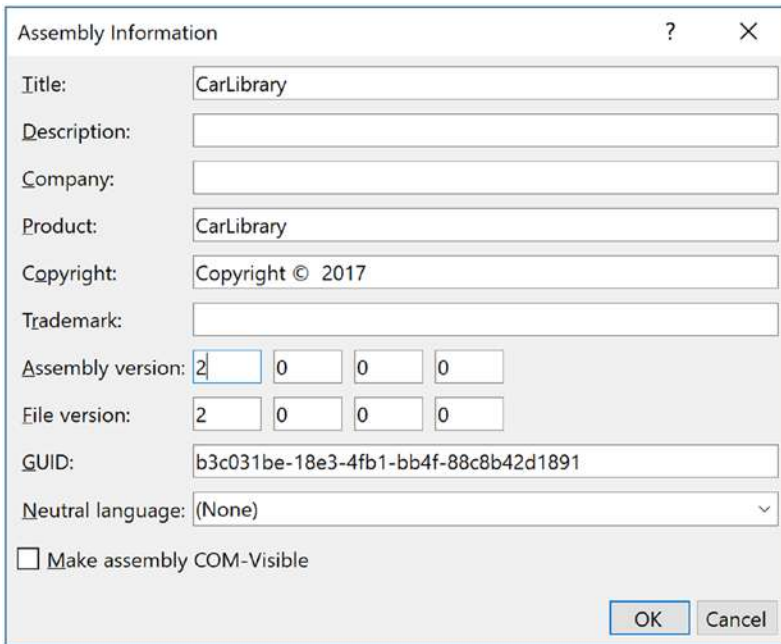 Assembly Information ?
Title: CarLibrary
Description:
Company:
Product: CarLibrary
Copyright: Copyright © 2017
Trademark:
Assembly version: 2 0 0 0
File version: 2 0 0 0
GUID: b3c031be-18e3-4fb1-bb4f-88c8b42d1891
Neutral language: (None)
Make assembly COM-Visible
OK Cancel